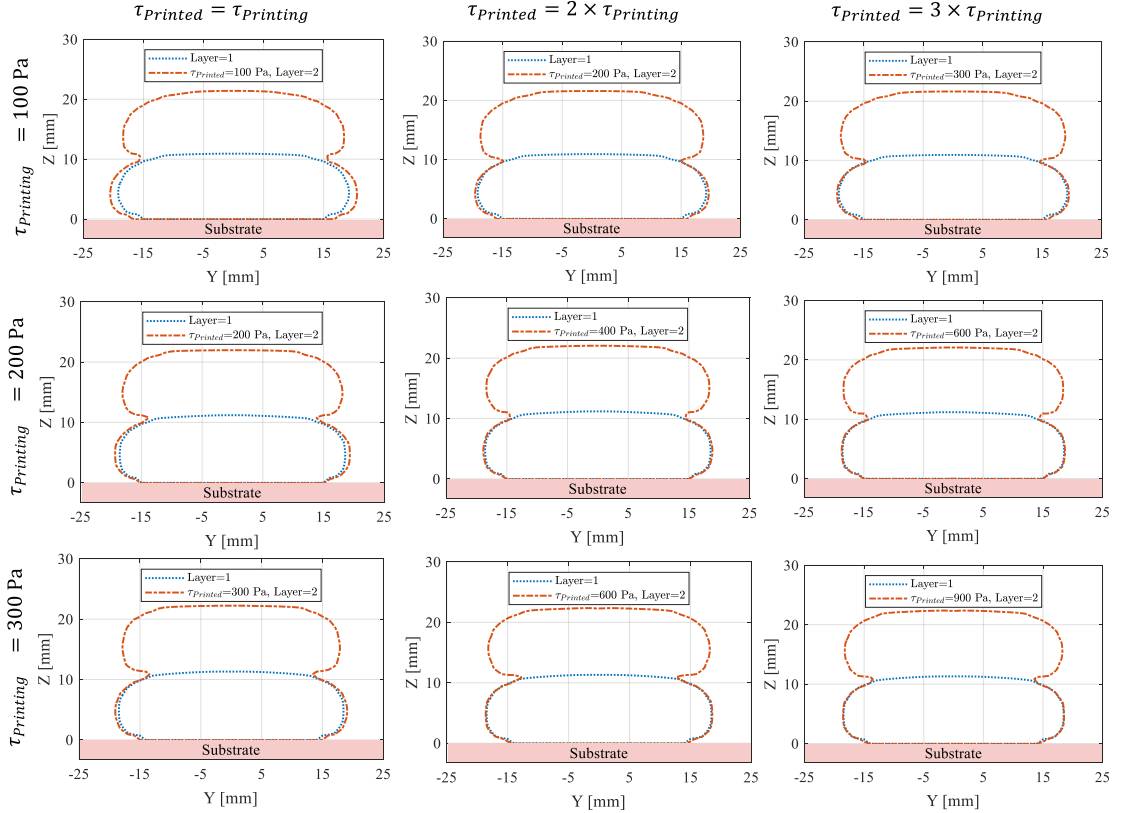 τPrinted = τPrinting
τPrinted = 2 × τPrinting
τPrinted = 3 × τPrinting
τPrinting = 100 Pa
30
20
10
0
Z [mm]
Layer=1
τPrinted=100 Pa, Layer=2
Substrate
-25 -15 -5 5 15 25
Y [mm]
30
20
10
0
Z [mm]
Layer=1
τPrinted=200 Pa, Layer=2
Substrate
-25 -15 -5 5 15 25
Y [mm]
30
20
10
0
Z [mm]
Layer=1
τPrinted=300 Pa, Layer=2
Substrate
-25 -15 -5 5 15 25
Y [mm]
τPrinting = 200 Pa
30
20
10
0
Z [mm]
Layer=1
τPrinted=200 Pa, Layer=2
Substrate
-25 -15 -5 5 15 25
Y [mm]
30
20
10
0
Z [mm]
Layer=1
τPrinted=400 Pa, Layer=2
Substrate
-25 -15 -5 5 15 25
Y [mm]
30
20
10
0
Z [mm]
Layer=1
τPrinted=600 Pa, Layer=2
Substrate
-25 -15 -5 5 15 25
Y [mm]
τPrinting = 300 Pa
30
20
10
0
Z [mm]
Layer=1
τPrinted=300 Pa, Layer=2
Substrate
-25 -15 -5 5 15 25
Y [mm]
30
20
10
0
Z [mm]
Layer=1
τPrinted=600 Pa, Layer=2
Substrate
-25 -15 -5 5 15 25
Y [mm]
30
20
10
0
Z [mm]
Layer=1
τPrinted=900 Pa, Layer=2
Substrate
-25 -15 -5 5 15 25
Y [mm]